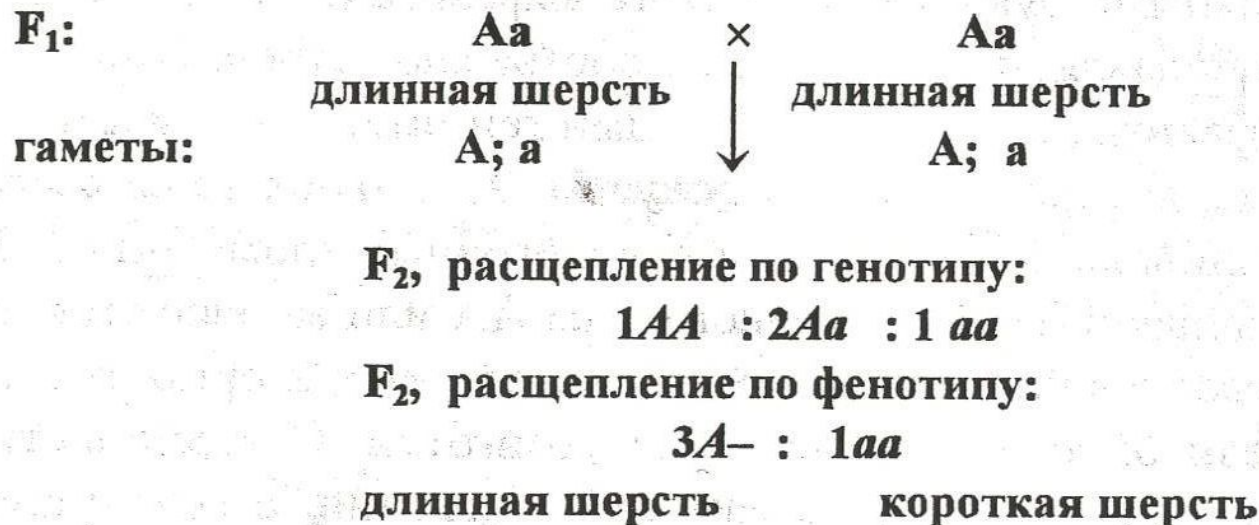 F₁: Aa × Aa
длинная шерсть длинная шерсть
гаметы: A; a A; a
F₂, расщепление по генотипу:
1AA : 2Aa : 1 aa
F₂, расщепление по фенотипу:
3A– : 1aa
длинная шерсть короткая шерсть